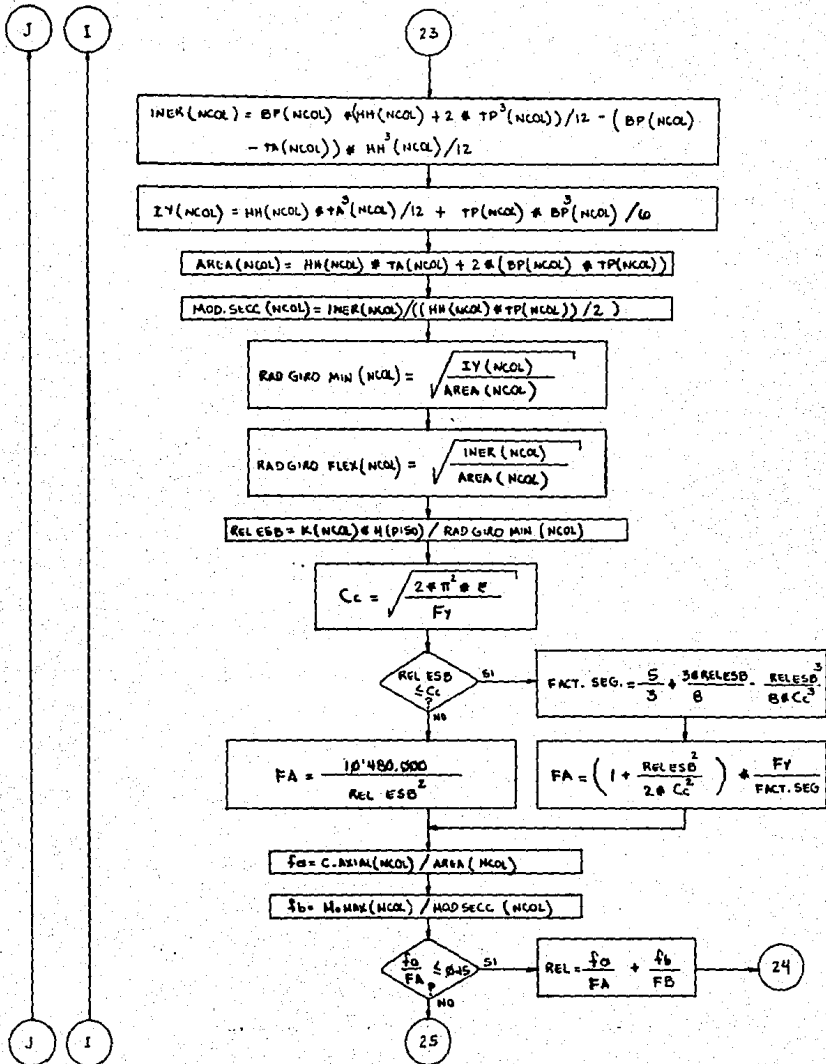 J
I
23
INER(NCOL) = BP(NCOL) *(HH(NCOL) + 2 * TP³(NCOL))/12 - (BP(NCOL)
- TA(NCOL)) * HH³(NCOL)/12
IY(NCOL) = HH(NCOL) * TA³(NCOL)/12 + TP(NCOL) * BP³(NCOL)/6
AREA(NCOL) = HH(NCOL) * TA(NCOL) + 2*(BP(NCOL) * TP(NCOL))
MOD.SECC(NCOL) = INER(NCOL)/((HH(NCOL)*TP(NCOL))/2)
RAD GIRO MIN (NCOL) = √ IY(NCOL)
AREA(NCOL)
RADGIRO FLEX(NCOL) = √ INER(NCOL)
AREA(NCOL)
REL ESB = K(NCOL)*H(PISO)/ RADGIRO MIN (NCOL)
Cc = √ 2 * π² * E
Fy
REL ESB
≤ Cc
?
SI
NO
FACT. SEG. = 5/3 + 3*RELESB/8 - RELESB³/8*Cc³
FA = 10'480,000
REL ESB²
FA = (1 + RELESB²/2 * Cc²) * FY/FACT.SEG
fa = C.AXIAL(NCOL)/AREA(NCOL)
fb = Mo MAX(NCOL)/MODSECC (NCOL)
fa/FA ≤ 0.15
?
SI
NO
REL = fa/FA + fb/FB
24
J
I
25